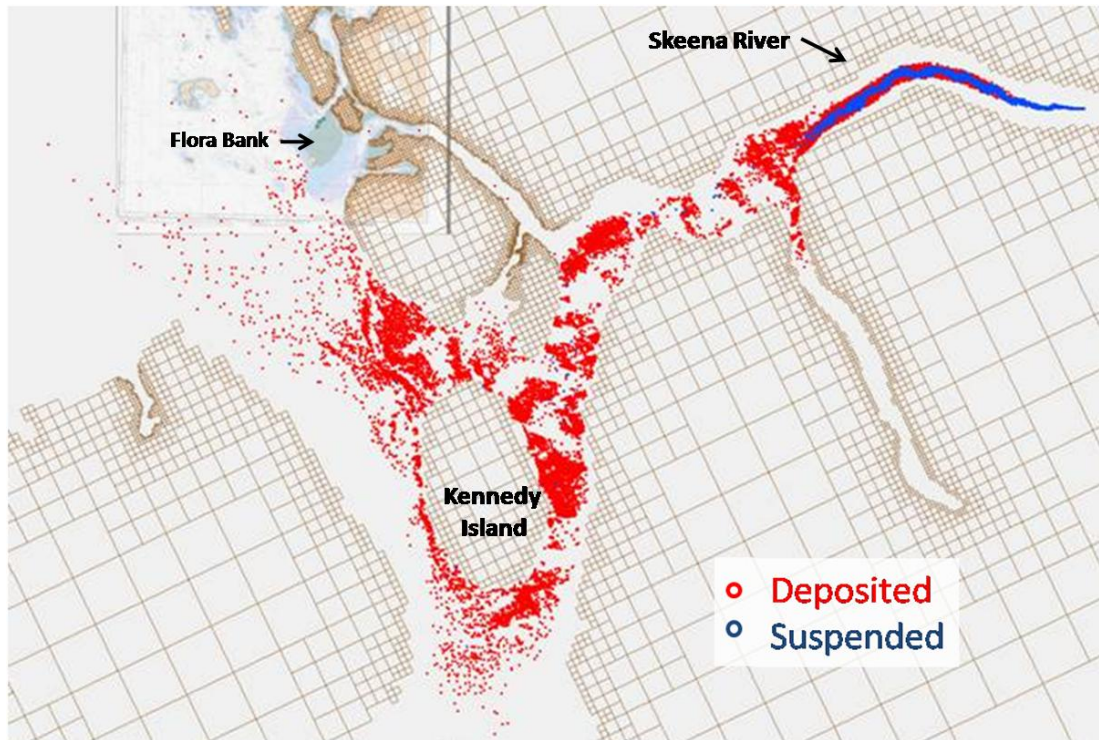 Skeena River
Flora Bank
Kennedy
Island
Deposited
Suspended